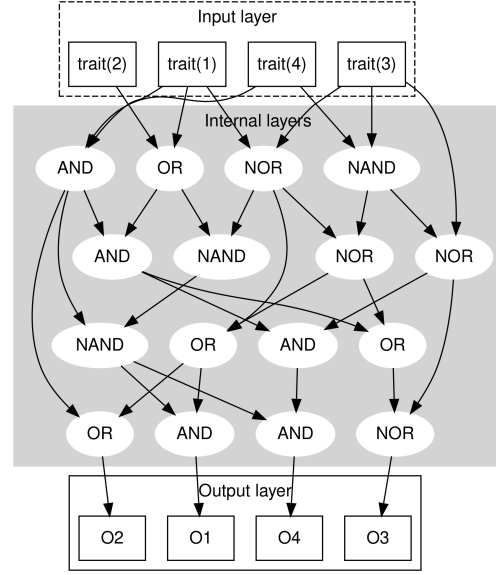 Input layer
trait(2) trait(1) trait(4) trait(3)
Internal layers
AND OR NOR NAND
AND NAND NOR NOR
NAND OR AND OR
OR AND AND NOR
Output layer
O2 O1 O4 O3